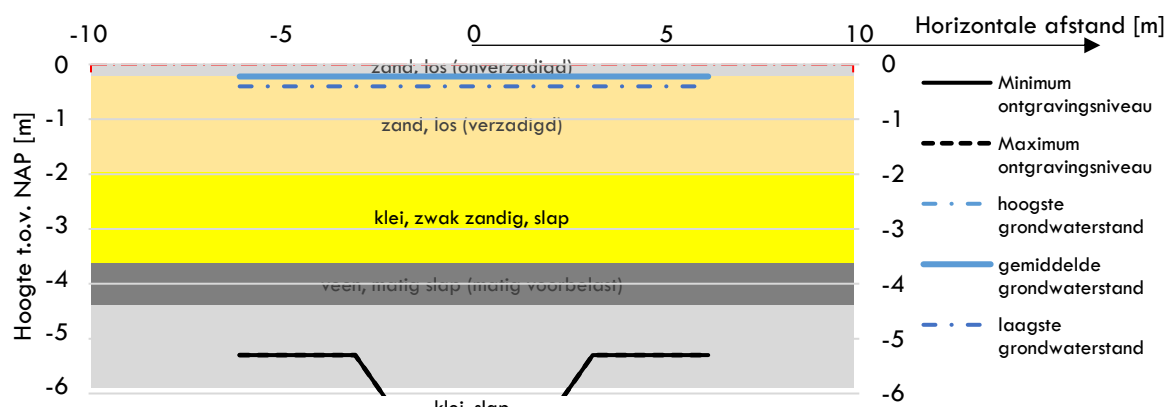 Horizontale afstand [m]
-10 -5 0 5 10
Hoogte t.o.v. NAP [m]
0 0
zand, los (onverzadigd)
-1 -1
zand, los (verzadigd)
-2 -2
klei, zwak zandig, slap
-3 -3
-4 -4
veen, matig slap (matig voorbelast)
-5 -5
-6 -6
klei, slap
Minimum
ontgravingsniveau
Maximum
ontgravingsniveau
hoogste
grondwaterstand
gemiddelde
grondwaterstand
laagste
grondwaterstand